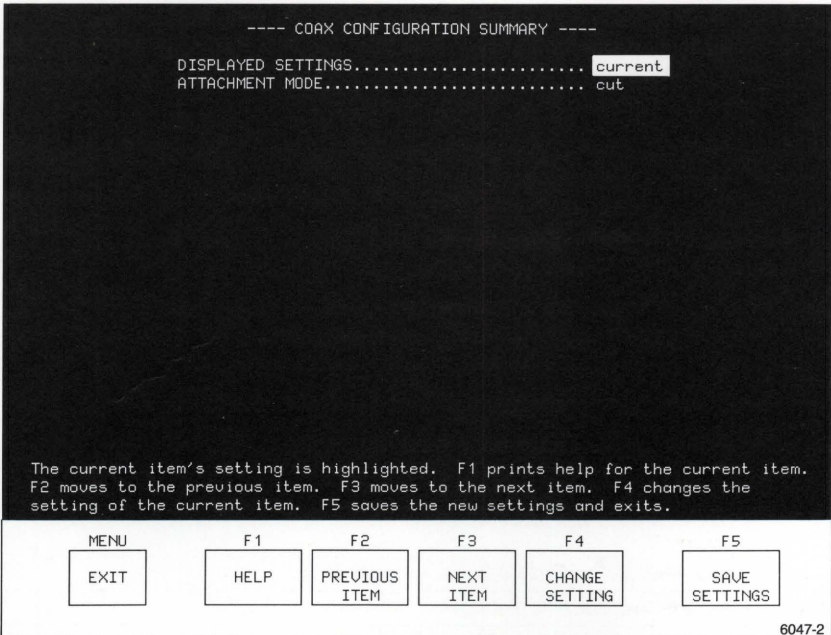 ---- COAX CONFIGURATION SUMMARY ----
DISPLAYED SETTINGS........................ current
ATTACHMENT MODE........................... cut
The current item's setting is highlighted. F1 prints help for the current item.
F2 moves to the previous item. F3 moves to the next item. F4 changes the
setting of the current item. F5 saves the new settings and exits.
MENU F1 F2 F3 F4 F5
EXIT HELP PREVIOUS ITEM NEXT ITEM CHANGE SETTING SAVE SETTINGS
6047-2